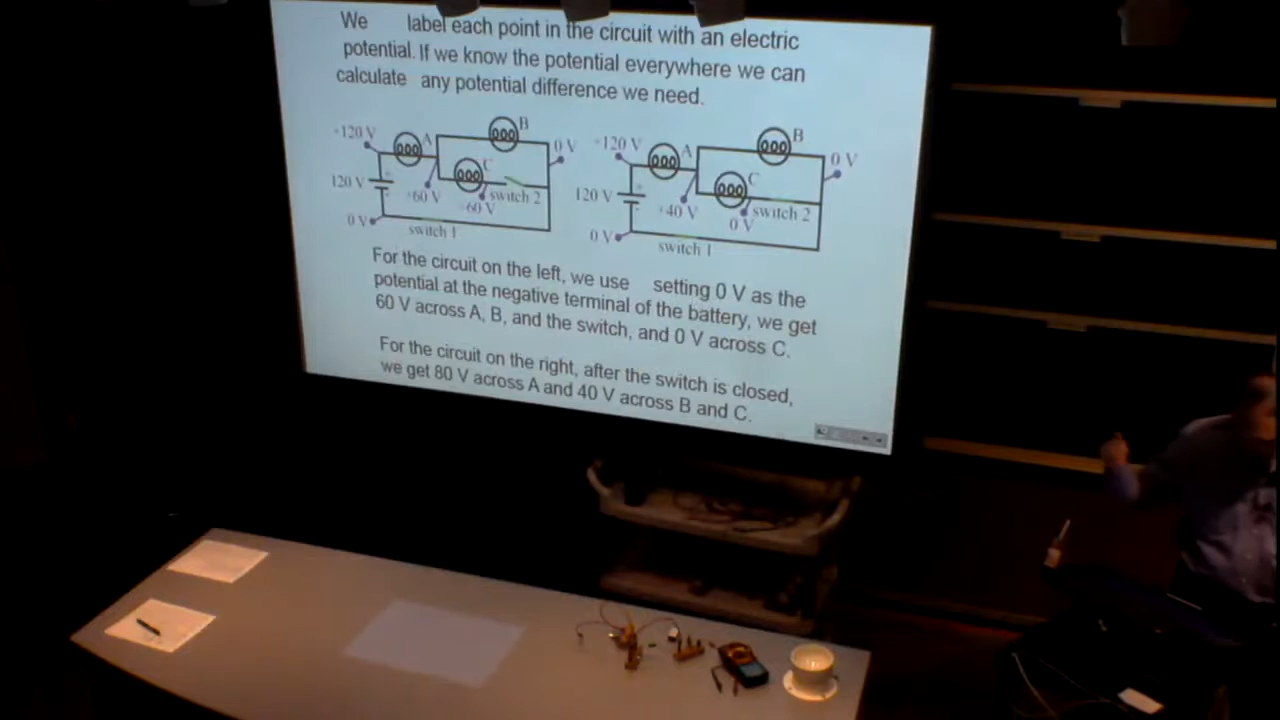 We label each point in the circuit with an electric
potential. If we know the potential everywhere we can
calculate any potential difference we need.
+120 V
A
B
0 V
120 V
C
+60 V
+60 V
switch 2
0 V
switch 1
+120 V
A
B
0 V
120 V
C
+40 V
0 V
switch 2
0 V
switch 1
For the circuit on the left, we use setting 0 V as the
potential at the negative terminal of the battery, we get
60 V across A, B, and the switch, and 0 V across C.
For the circuit on the right, after the switch is closed,
we get 80 V across A and 40 V across B and C.